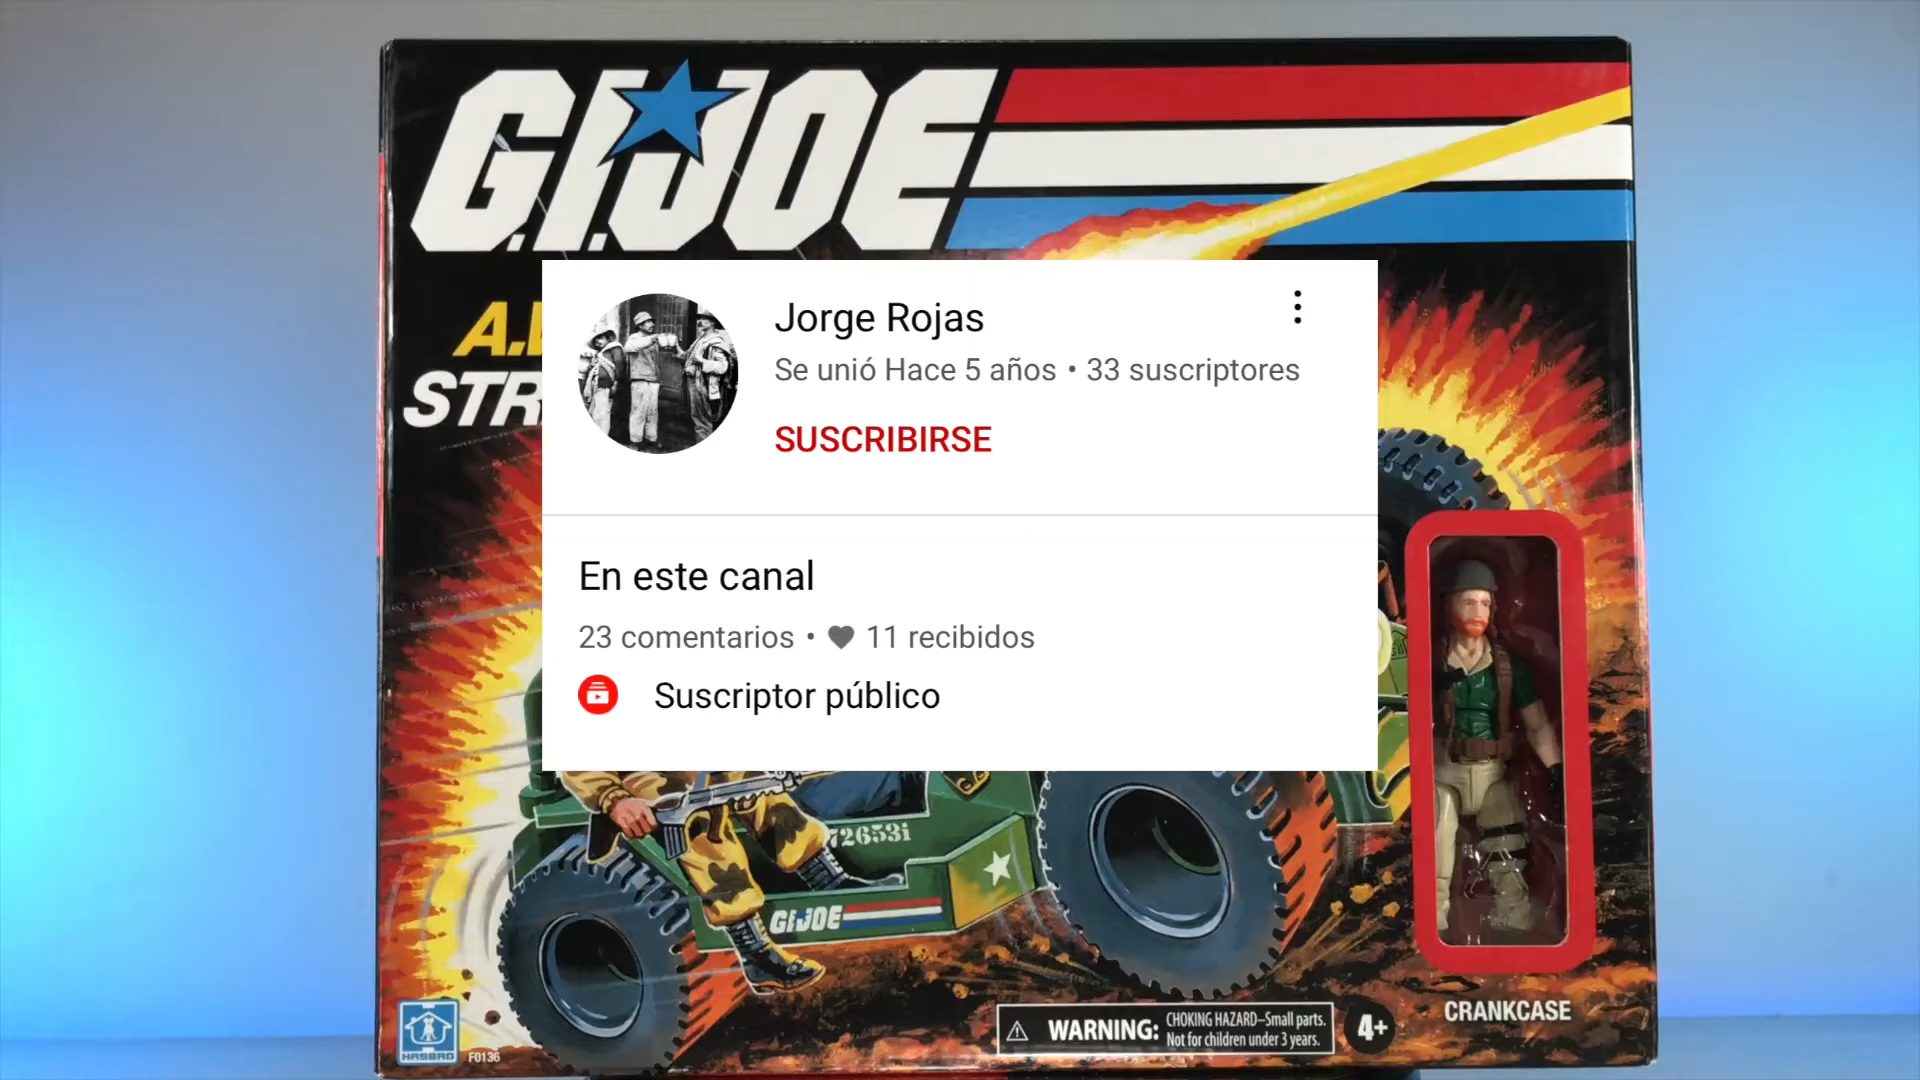 G.I.JOE
A.
STR
Jorge Rojas
Se unió Hace 5 años • 33 suscriptores
SUSCRIBIRSE
En este canal
23 comentarios • 11 recibidos
Suscriptor público
72653i
GI JOE
WARNING: CHOKING HAZARD–Small parts.
Not for children under 3 years.
4+
CRANKCASE
HASBRO
F0136